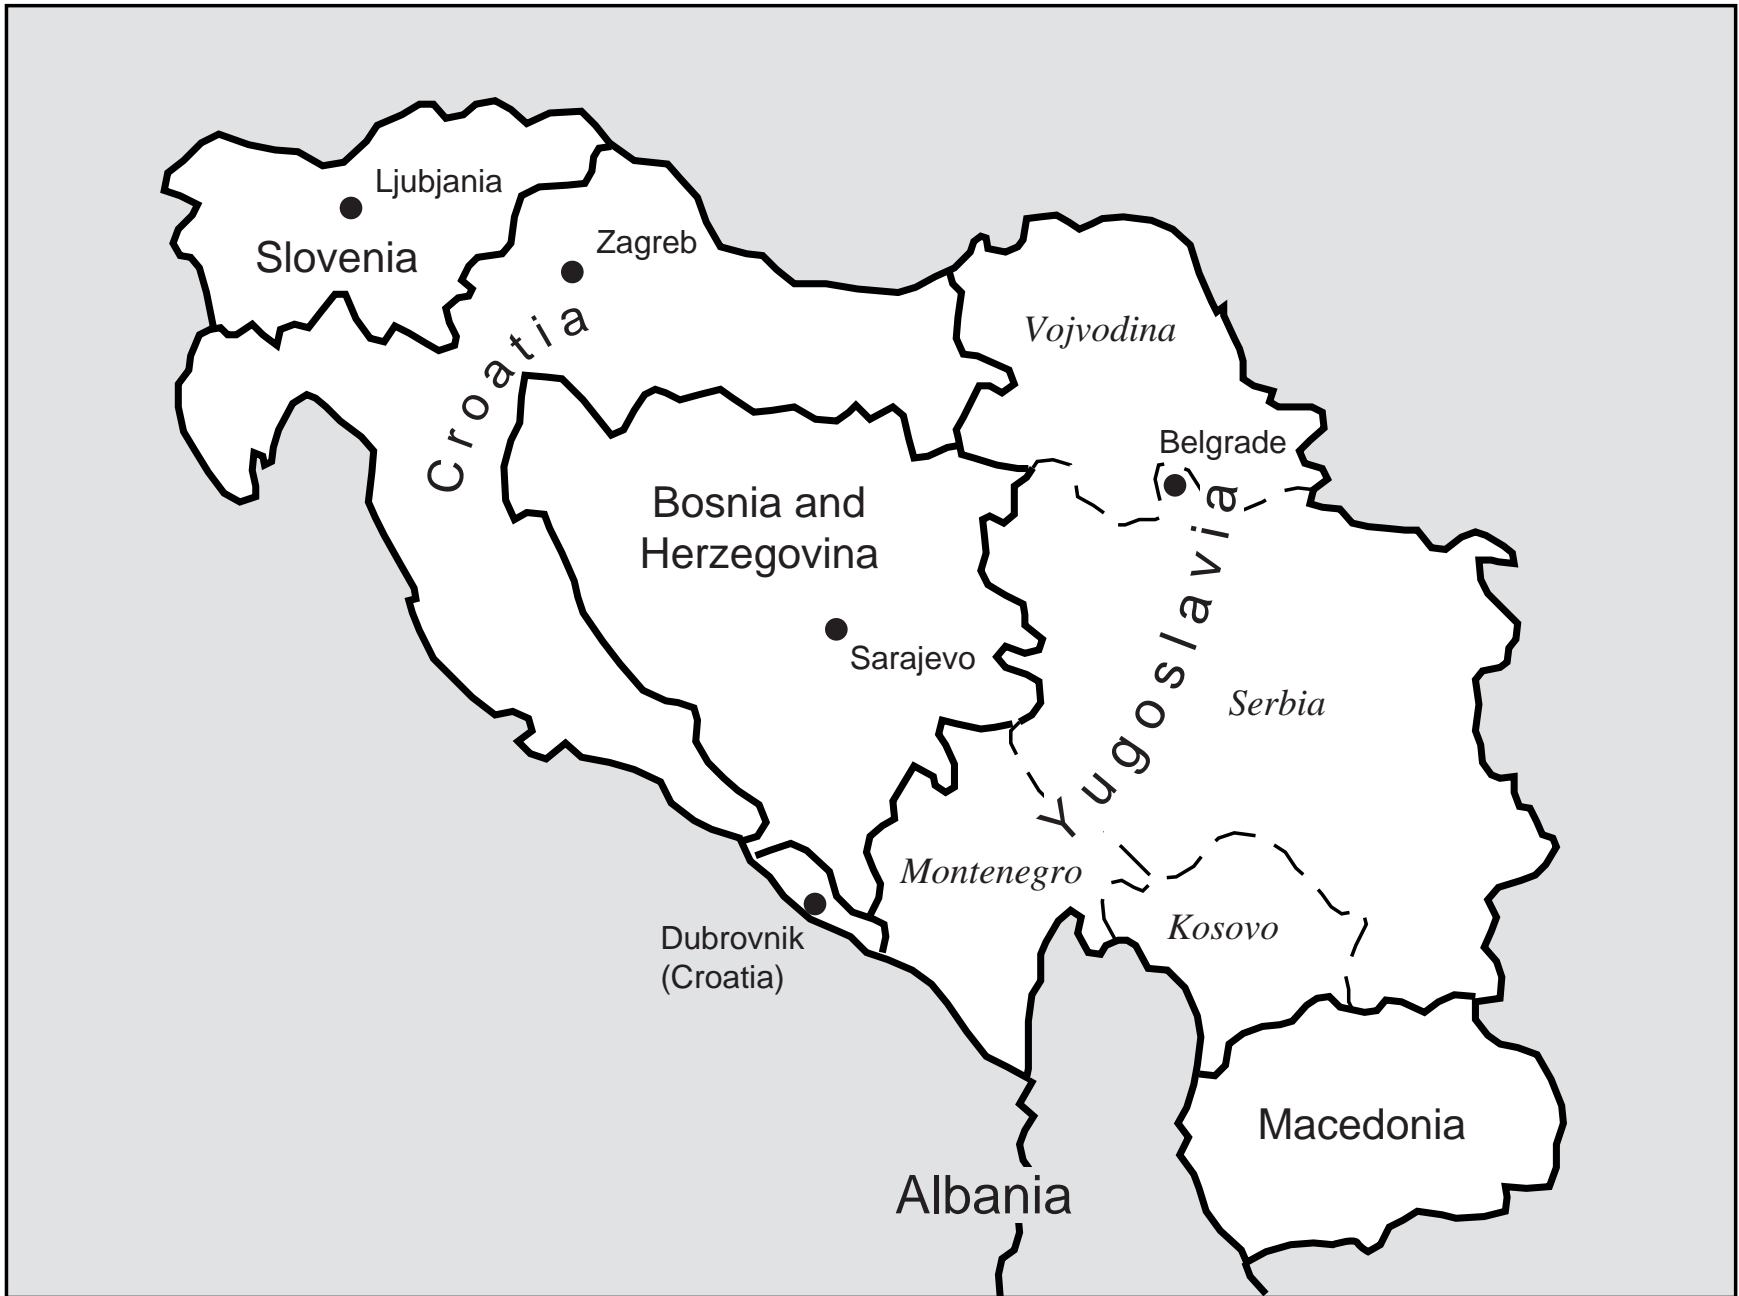 Ljubjania
Slovenia
Zagreb
Croatia
Vojvodina
Belgrade
Bosnia and
Herzegovina
Sarajevo
Yugoslavia
Serbia
Montenegro
Kosovo
Dubrovnik
(Croatia)
Macedonia
Albania